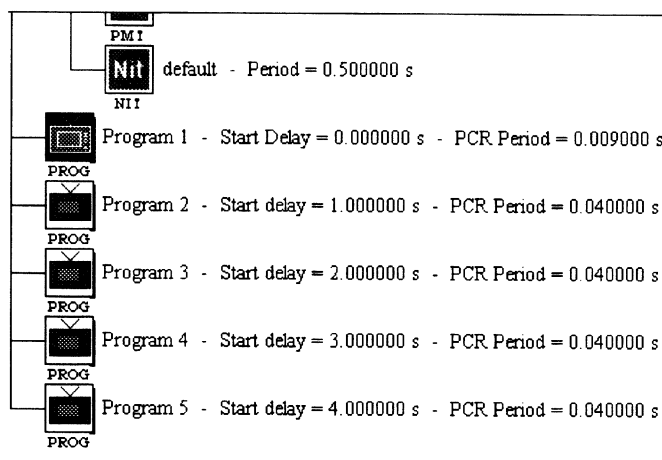 PMI
Nit default - Period = 0.500000 s
NII
Program 1 - Start Delay = 0.000000 s - PCR Period = 0.009000 s
PROG
Program 2 - Start delay = 1.000000 s - PCR Period = 0.040000 s
PROG
Program 3 - Start delay = 2.000000 s - PCR Period = 0.040000 s
PROG
Program 4 - Start delay = 3.000000 s - PCR Period = 0.040000 s
PROG
Program 5 - Start delay = 4.000000 s - PCR Period = 0.040000 s
PROG